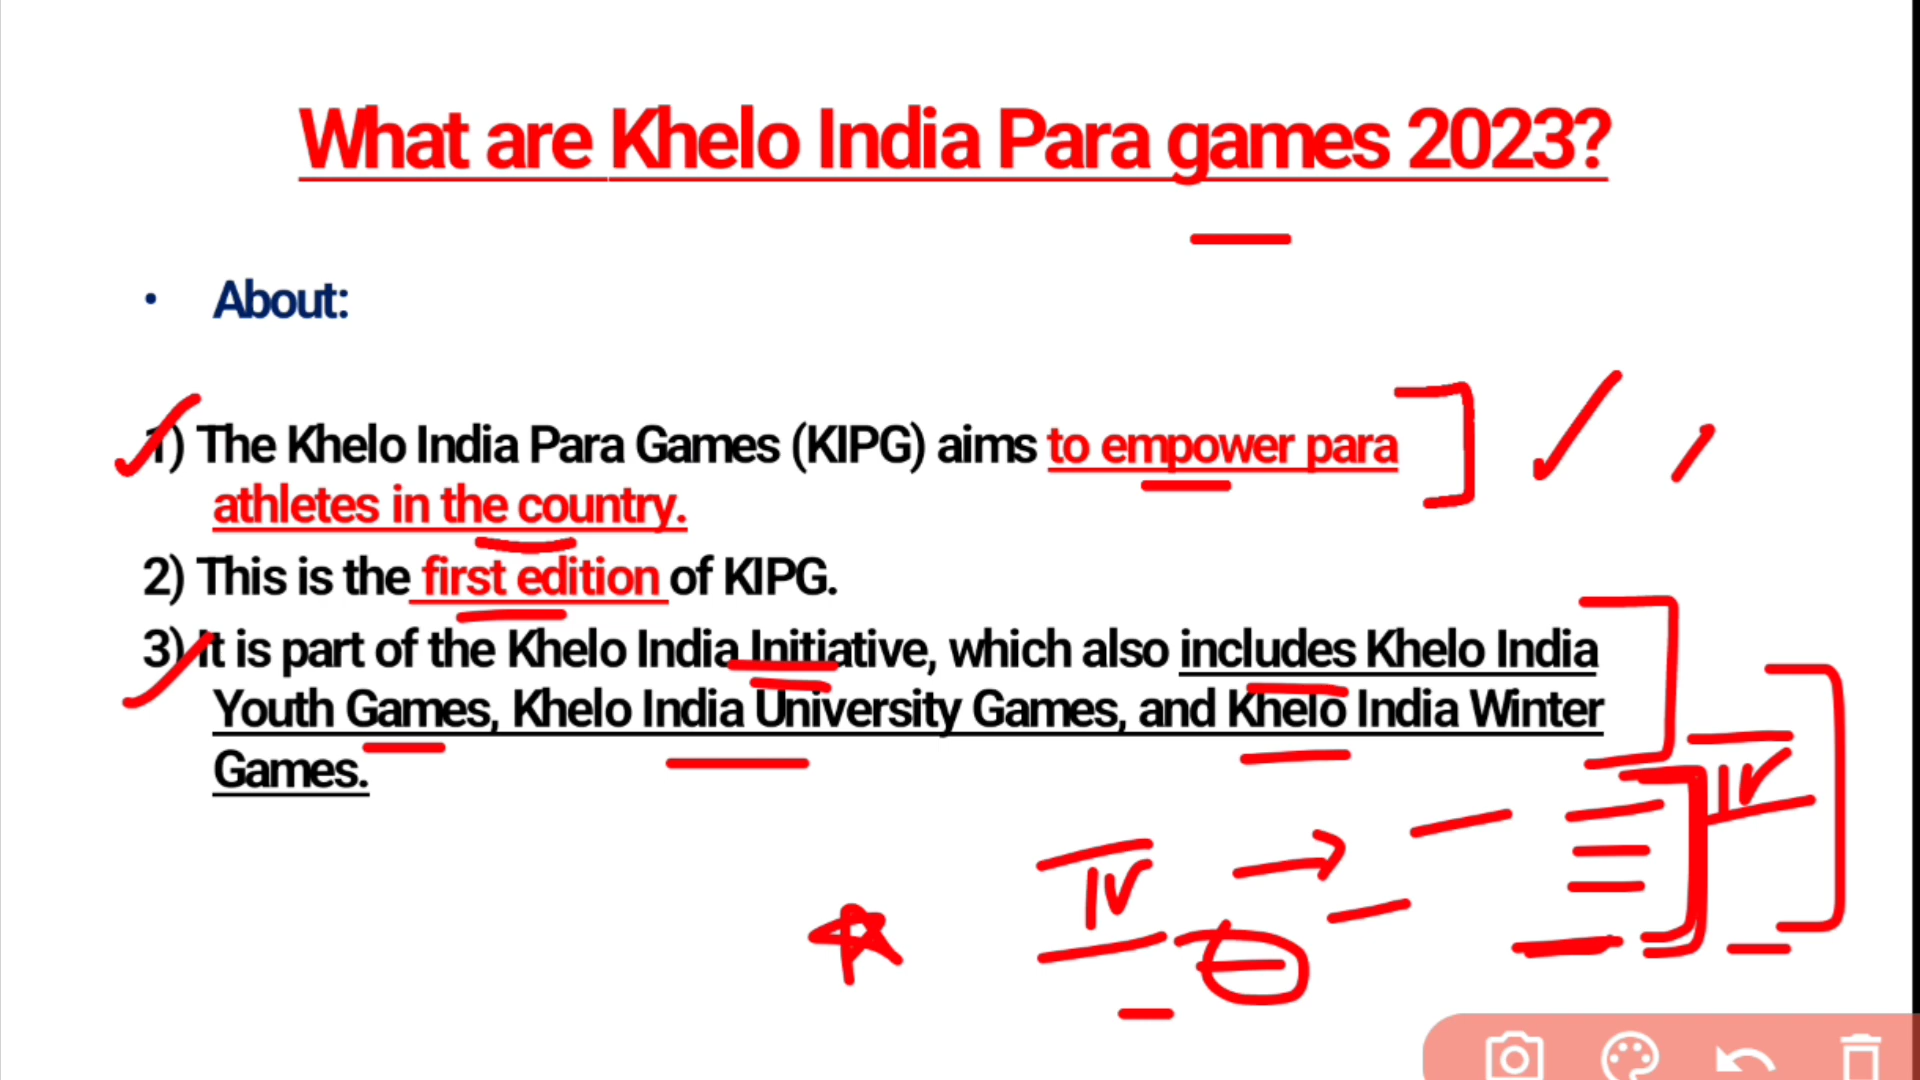 What are Khelo India Para games 2023?
• About:
1) The Khelo India Para Games (KIPG) aims to empower para
athletes in the country.
2) This is the first edition of KIPG.
3) It is part of the Khelo India Initiative, which also includes Khelo India
Youth Games, Khelo India University Games, and Khelo India Winter
Games.
IV
IV